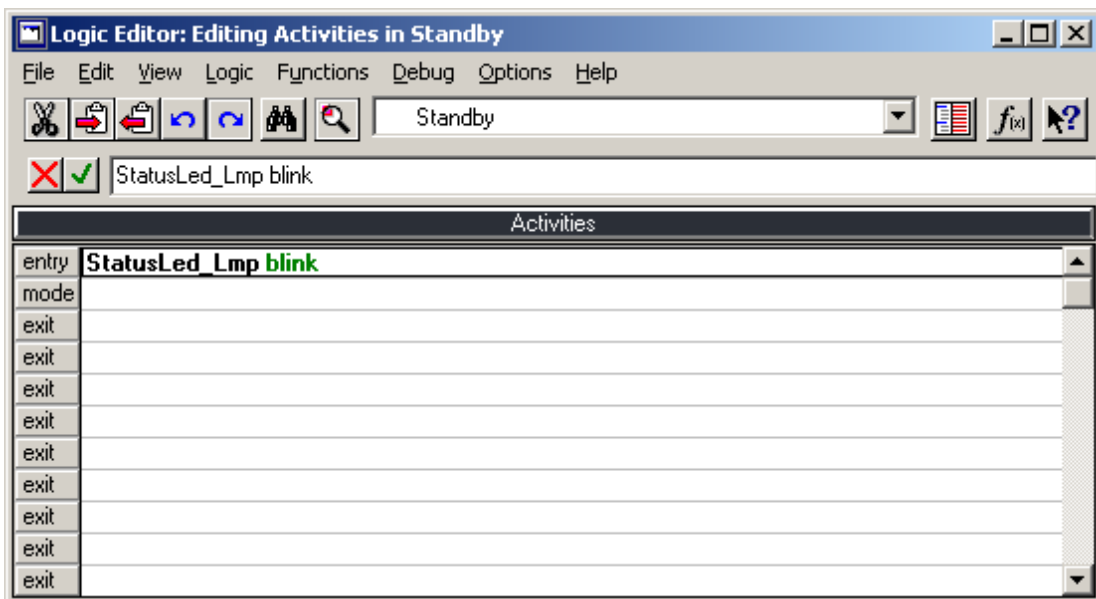 Logic Editor: Editing Activities in Standby
File Edit View Logic Functions Debug Options Help
Standby f(x) ?
StatusLed_Lmp blink
Activities
entry StatusLed_Lmp blink
mode
exit
exit
exit
exit
exit
exit
exit
exit
exit